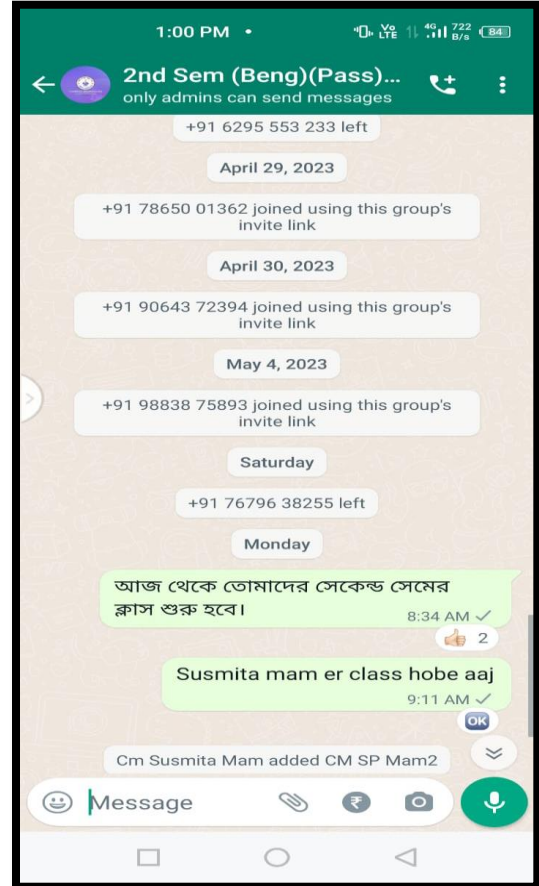 1:00 PM •
Vo LTE 4G 722 B/s 84
2nd Sem (Beng)(Pass)...
only admins can send messages
+91 6295 553 233 left
April 29, 2023
+91 78650 01362 joined using this group's
invite link
April 30, 2023
+91 90643 72394 joined using this group's
invite link
May 4, 2023
+91 98838 75893 joined using this group's
invite link
Saturday
+91 76796 38255 left
Monday
আজ থেকে তোমাদের সেকেন্ড সেমের
ক্লাস শুরু হবে।
8:34 AM
2
Susmita mam er class hobe aaj
9:11 AM
OK
Cm Susmita Mam added CM SP Mam2
Message
₹